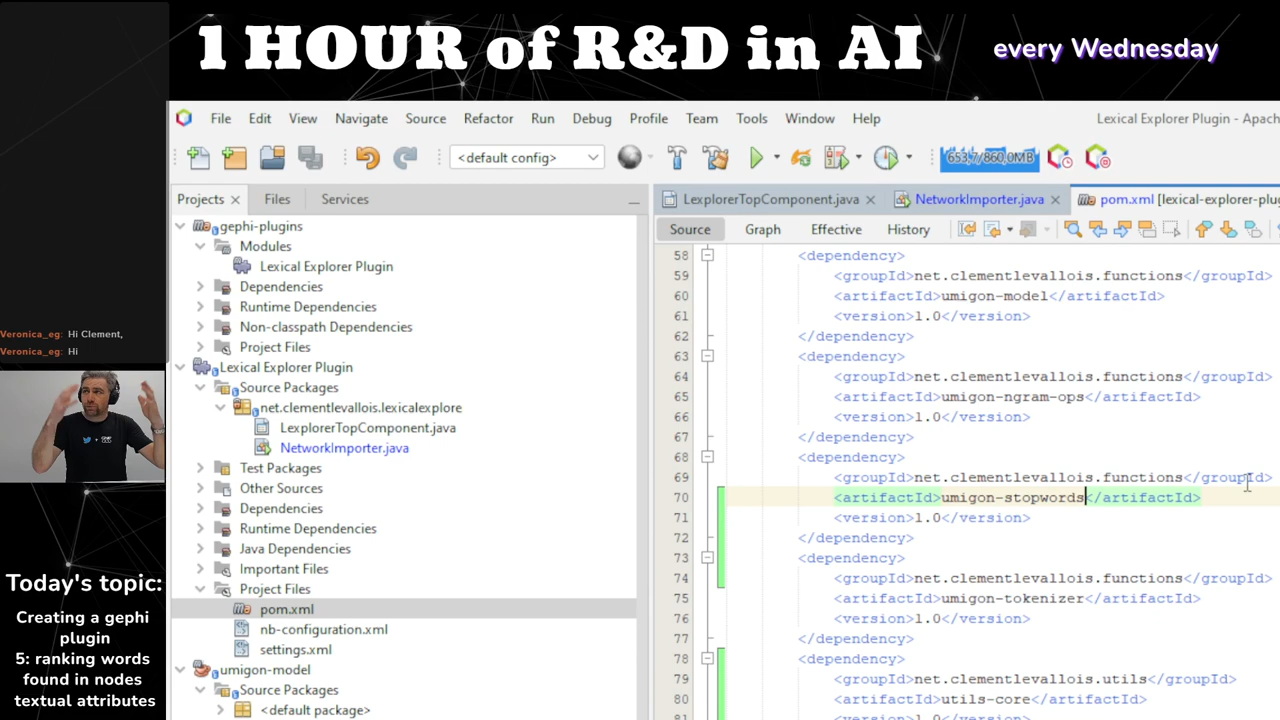 1 HOUR of R&D in AI
every Wednesday
File Edit View Navigate Source Refactor Run Debug Profile Team Tools Window Help
Lexical Explorer Plugin - Apach
<default config>
653,7/860,0MB
Projects
Files
Services
LexplorerTopComponent.java
NetworkImporter.java
pom.xml [lexical-explorer-plug
Source
Graph
Effective
History
gephi-plugins
Modules
Lexical Explorer Plugin
Dependencies
Runtime Dependencies
Non-classpath Dependencies
Project Files
Lexical Explorer Plugin
Source Packages
net.clementlevallois.lexicalexplore
LexplorerTopComponent.java
NetworkImporter.java
Test Packages
Other Sources
Dependencies
Runtime Dependencies
Java Dependencies
Important Files
Project Files
pom.xml
nb-configuration.xml
settings.xml
umigon-model
Source Packages
<default package>
58 <dependency>
59 <groupId>net.clementlevallois.functions</groupId>
60 <artifactId>umigon-model</artifactId>
61 <version>1.0</version>
62 </dependency>
63 <dependency>
64 <groupId>net.clementlevallois.functions</groupId>
65 <artifactId>umigon-ngram-ops</artifactId>
66 <version>1.0</version>
67 </dependency>
68 <dependency>
69 <groupId>net.clementlevallois.functions</groupId>
70 <artifactId>umigon-stopwords</artifactId>
71 <version>1.0</version>
72 </dependency>
73 <dependency>
74 <groupId>net.clementlevallois.functions</groupId>
75 <artifactId>umigon-tokenizer</artifactId>
76 <version>1.0</version>
77 </dependency>
78 <dependency>
79 <groupId>net.clementlevallois.utils</groupId>
80 <artifactId>utils-core</artifactId>
81 <version>1.0</version>
Veronica_eg: Hi Clement,
Veronica_eg: Hi
Today's topic:
Creating a gephi
plugin
5: ranking words
found in nodes
textual attributes